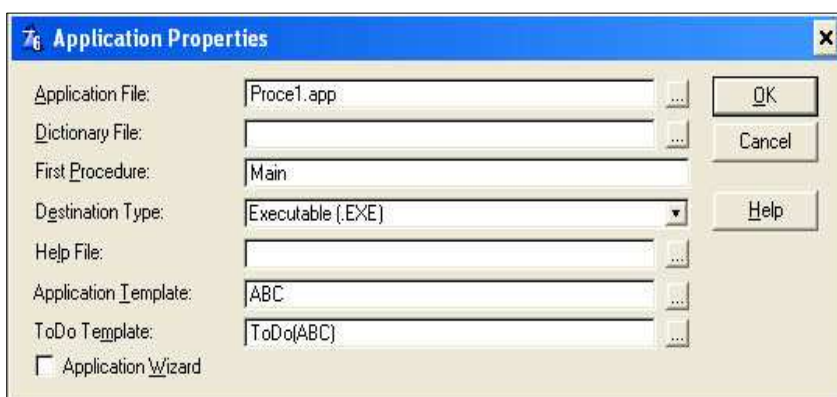 Application Properties
Application File: Proce1.app ... OK
Dictionary File: ... Cancel
First Procedure: Main
Destination Type: Executable (.EXE) Help
Help File: ...
Application Template: ABC ...
ToDo Template: ToDo(ABC) ...
Application Wizard